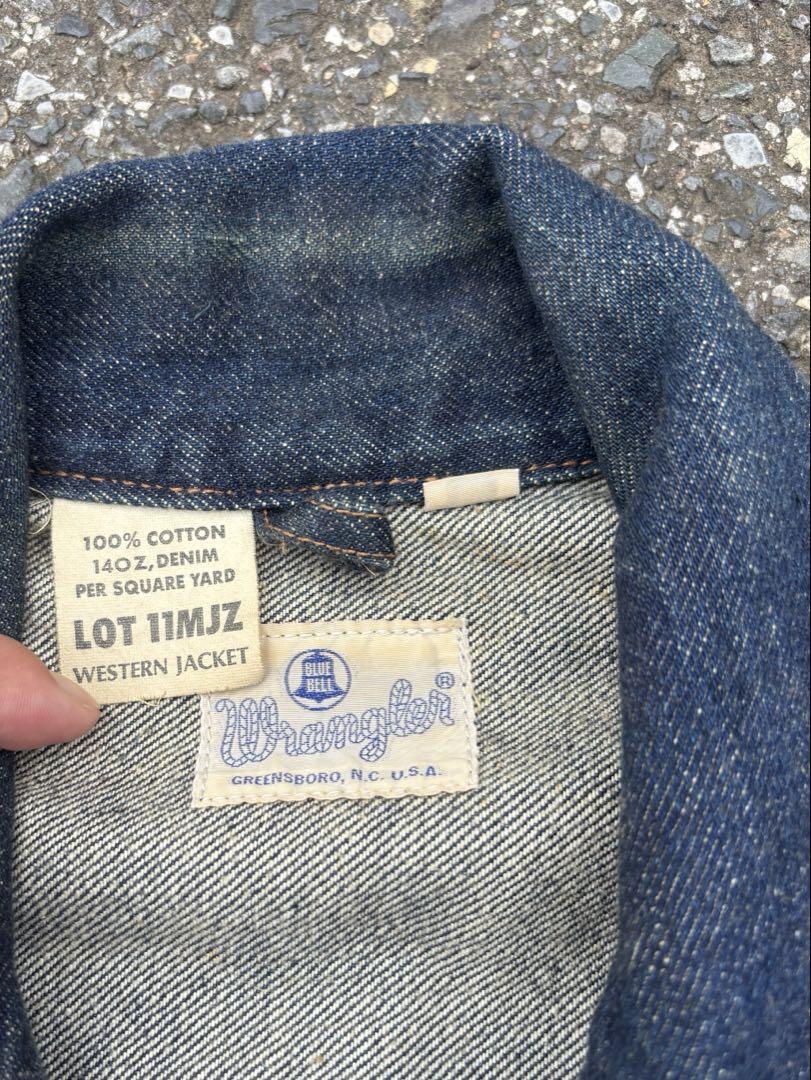 100% COTTON
14OZ, DENIM
PER SQUARE YARD
LOT 11MJZ
WESTERN JACKET
BLUE
BELL
Wrangler®
GREENSBORO, N.C. U.S.A.